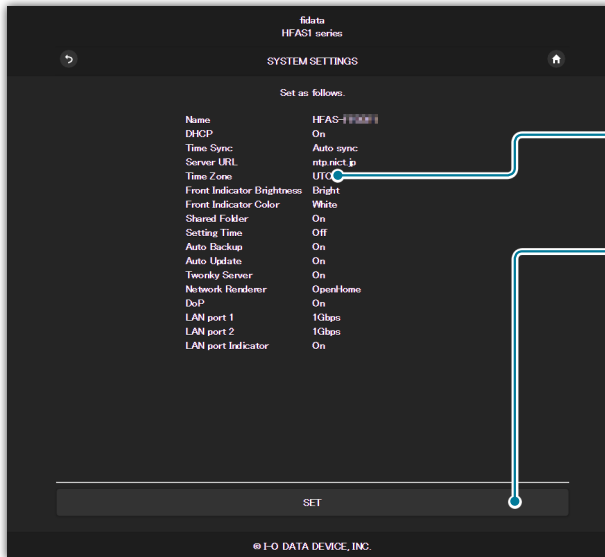 fidata
HFAS1 series
SYSTEM SETTINGS
Set as follows.
Name HFAS-
DHCP On
Time Sync Auto sync
Server URL ntp.nict.jp
Time Zone
Front Indicator Brightness Bright
Front Indicator Color White
Shared Folder On
Setting Time Off
Auto Backup On
Auto Update On
Twonky Server On
Network Renderer OpenHome
DoP On
LAN port 1 1Gbps
LAN port 2 1Gbps
LAN port Indicator On
SET
© I-O DATA DEVICE, INC.